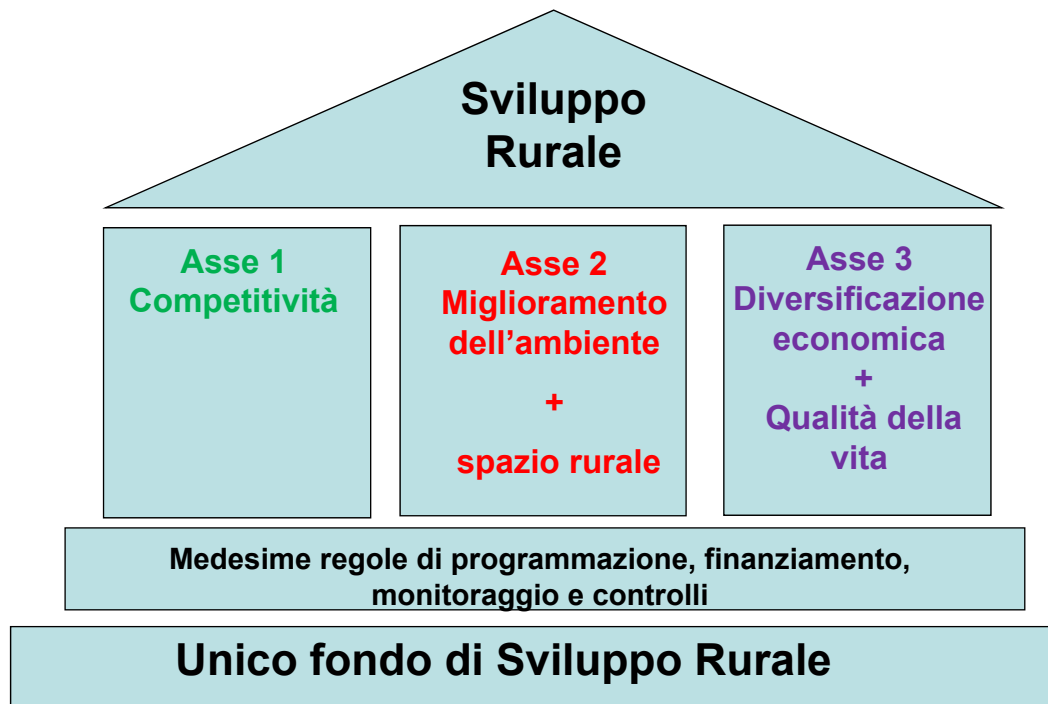 Sviluppo
Rurale
Asse 1
Competitività
Asse 2
Miglioramento
dell’ambiente
+
spazio rurale
Asse 3
Diversificazione
economica
+
Qualità della
vita
Medesime regole di programmazione, finanziamento,
monitoraggio e controlli
Unico fondo di Sviluppo Rurale